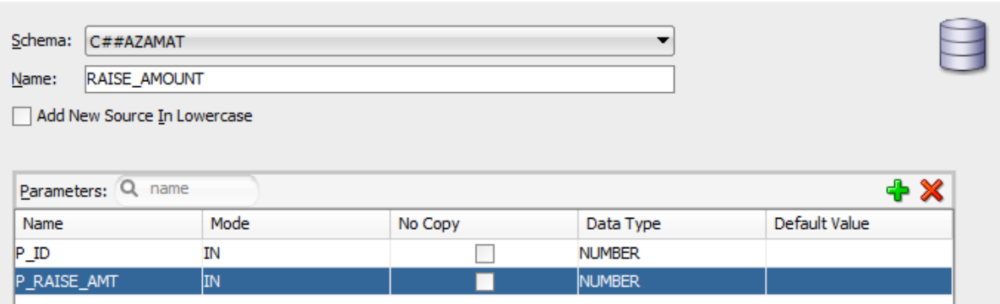 Schema: C##AZAMAT
Name: RAISE_AMOUNT
Add New Source In Lowercase
Parameters: name
Name Mode No Copy Data Type Default Value
P_ID IN NUMBER
P_RAISE_AMT IN NUMBER